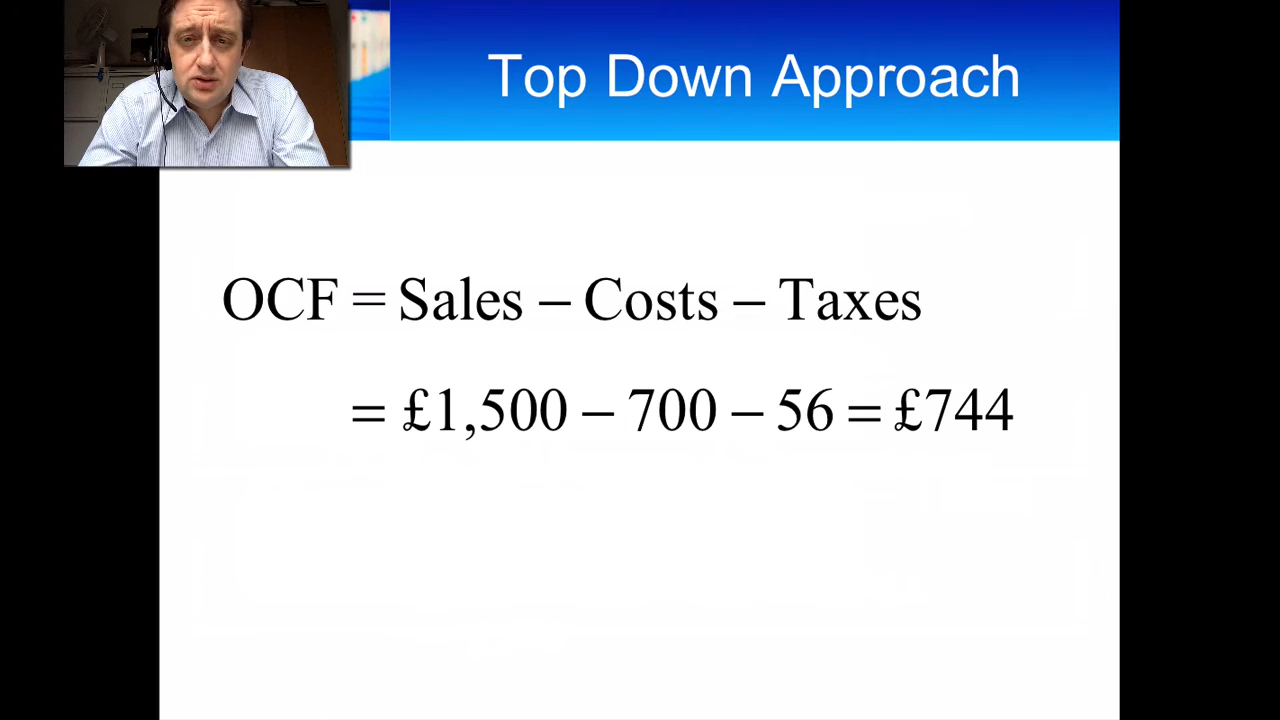 Top Down Approach
OCF = Sales – Costs – Taxes
= £1,500 – 700 – 56 = £744